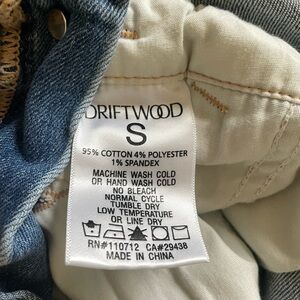 DRIFTWOOD
S
95% COTTON 4% POLYESTER
1% SPANDEX
MACHINE WASH COLD
OR HAND WASH COLD
NO BLEACH
NORMAL CYCLE
TUMBLE DRY
LOW TEMPERATURE
OR LINE DRY
RN#110712 CA#29438
MADE IN CHINA